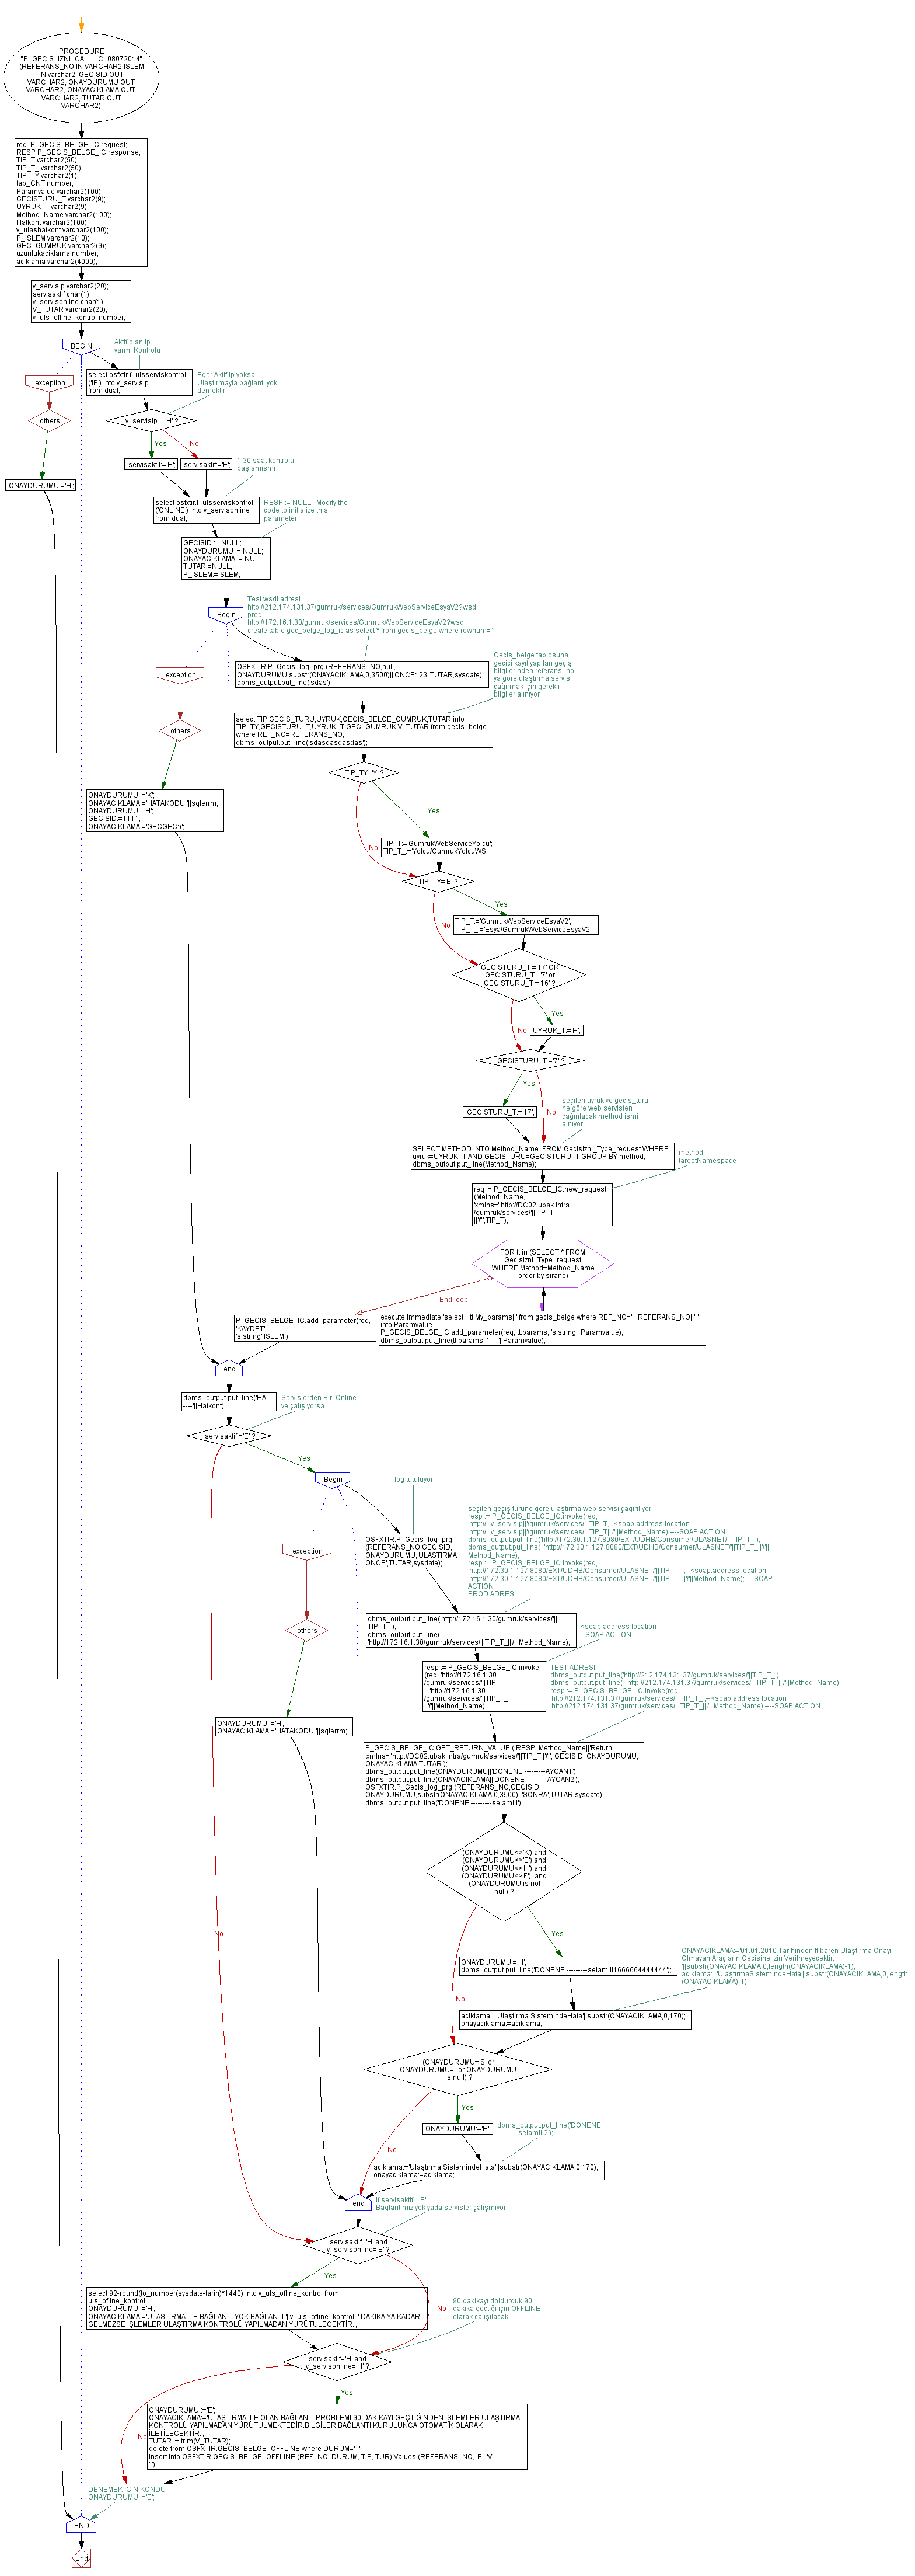 PROCEDURE
"P_GECIS_IZNI_CALL_IC_08072014"
(REFERANS_NO IN VARCHAR2,ISLEM
IN varchar2, GECISID OUT
VARCHAR2, ONAYDURUMU OUT
VARCHAR2, ONAYACIKLAMA OUT
VARCHAR2, TUTAR OUT
VARCHAR2)
req P_GECIS_BELGE_IC.request;
RESP P_GECIS_BELGE_IC.response;
TIP_T varchar2(50);
TIP_T_ varchar2(50);
TIP_TY varchar2(1);
tab_CNT number;
Paramvalue varchar2(100);
GECISTURU_T varchar2(9);
UYRUK_T varchar2(9);
Method_Name varchar2(100);
Hatkont varchar2(100);
v_ulashatkont varchar2(100);
P_ISLEM varchar2(10);
GEC_GUMRUK varchar2(9);
uzunlukaciklama number;
aciklama varchar2(4000);
v_servisip varchar2(20);
servisaktif char(1);
v_servisonline char(1);
V_TUTAR varchar2(20);
v_uls_ofline_kontrol number;
BEGIN
Aktif olan ip
varmı Kontrolü
exception
others
ONAYDURUMU:='H';
select osfxtir.f_ulsserviskontrol
('IP') into v_servisip
from dual;
Eger Aktif ip yoksa
Ulaştırmayla bağlantı yok
demektir.
v_servisip = 'H' ?
Yes
No
servisaktif:='H';
servisaktif:='E';
1:30 saat kontrolü
başlamışmı
select osfxtir.f_ulsserviskontrol
('ONLINE') into v_servisonline
from dual;
RESP := NULL;  Modify the
code to initialize this
parameter
GECISID := NULL;
ONAYDURUMU := NULL;
ONAYACIKLAMA := NULL;
TUTAR:=NULL;
P_ISLEM:=ISLEM;
Begin
Test wsdl adresi
http://212.174.131.37/gumruk/services/GumrukWebServiceEsyaV2?wsdl
prod
http://172.16.1.30/gumruk/services/GumrukWebServiceEsyaV2?wsdl
create table gec_belge_log_ic as select * from gecis_belge where rownum=1
exception
others
ONAYDURUMU :='K';
ONAYACIKLAMA:='HATAKODU:'||sqlerrm;
ONAYDURUMU:='H';
GECISID:=1111;
ONAYACIKLAMA:='GECGEC:)';
OSFXTIR.P_Gecis_log_prg (REFERANS_NO,null,
ONAYDURUMU,substr(ONAYACIKLAMA,0,3500)||'ONCE123',TUTAR,sysdate);
dbms_output.put_line('sdas');
Gecis_belge tablosuna
geçici kayıt yapılan geçiş
bilgilerinden referans_no
ya göre ulaştırma servisi
çağırmak için gerekli
bilgiler alınıyor
select TIP,GECIS_TURU,UYRUK,GECIS_BELGE_GUMRUK,TUTAR into
TIP_TY,GECISTURU_T,UYRUK_T,GEC_GUMRUK,V_TUTAR from gecis_belge
where REF_NO=REFERANS_NO;
dbms_output.put_line('sdasdasdasdas');
TIP_TY='Y' ?
Yes
No
TIP_T:='GumrukWebServiceYolcu';
TIP_T_:='Yolcu/GumrukYolcuWS';
TIP_TY='E' ?
Yes
No
TIP_T:='GumrukWebServiceEsyaV2';
TIP_T_:='Esya/GumrukWebServiceEsyaV2';
GECISTURU_T ='17' OR
GECISTURU_T ='7' or
GECISTURU_T ='16' ?
Yes
No
UYRUK_T:='H';
GECISTURU_T ='7' ?
Yes
No
GECISTURU_T:='17';
seçilen uyruk ve gecis_turu
ne göre web servisten
çağırılacak method ismi
alınıyor
SELECT METHOD INTO Method_Name  FROM Gecisizni_Type_request WHERE
uyruk=UYRUK_T AND GECISTURU=GECISTURU_T GROUP BY method;
dbms_output.put_line(Method_Name);
method
targetNamespace
req := P_GECIS_BELGE_IC.new_request
(Method_Name,
'xmlns="http://DC02.ubak.intra
/gumruk/services/'||TIP_T
||'"',TIP_T);
FOR tt in (SELECT * FROM
Gecisizni_Type_request
WHERE Method=Method_Name
order by sirano)
End loop
P_GECIS_BELGE_IC.add_parameter(req,
'KAYDET',
's:string',ISLEM );
execute immediate 'select '||tt.My_params||' from gecis_belge where REF_NO='''||REFERANS_NO||''''
into Paramvalue ;
P_GECIS_BELGE_IC.add_parameter(req, tt.params, 's:string', Paramvalue);
dbms_output.put_line(tt.params||'      '||Paramvalue);
end
dbms_output.put_line('HAT
----'||Hatkont);
Servislerden Biri Online
ve çalışıyorsa
servisaktif ='E' ?
Yes
No
Begin
log tutuluyor
exception
others
ONAYDURUMU :='H';
ONAYACIKLAMA:='HATAKODU:'||sqlerrm;
OSFXTIR.P_Gecis_log_prg
(REFERANS_NO,GECISID,
ONAYDURUMU,'ULASTIRMA
ONCE',TUTAR,sysdate);
seçilen geçiş türüne göre ulaştırma web servisi çağırılıyor
resp := P_GECIS_BELGE_IC.invoke(req,
'http://'||v_servisip||'/gumruk/services/'||TIP_T,--<soap:address location
'http://'||v_servisip||'/gumruk/services/'||TIP_T||'/'||Method_Name);----SOAP ACTION
dbms_output.put_line('http://172.30.1.127:8080/EXT/UDHB/Consumer/ULASNET/'||TIP_T_ );
dbms_output.put_line(  'http://172.30.1.127:8080/EXT/UDHB/Consumer/ULASNET/'||TIP_T_||'/'||
Method_Name);
resp := P_GECIS_BELGE_IC.invoke(req,
'http://172.30.1.127:8080/EXT/UDHB/Consumer/ULASNET/'||TIP_T_ ,--<soap:address location
'http://172.30.1.127:8080/EXT/UDHB/Consumer/ULASNET/'||TIP_T_||'/'||Method_Name);----SOAP
ACTION
PROD ADRESI
dbms_output.put_line('http://172.16.1.30/gumruk/services/'||
TIP_T_ );
dbms_output.put_line(
'http://172.16.1.30/gumruk/services/'||TIP_T_||'/'||Method_Name);
<soap:address location
--SOAP ACTION
resp := P_GECIS_BELGE_IC.invoke
(req, 'http://172.16.1.30
/gumruk/services/'||TIP_T_
,  'http://172.16.1.30
/gumruk/services/'||TIP_T_
||'/'||Method_Name);
TEST ADRESI
dbms_output.put_line('http://212.174.131.37/gumruk/services/'||TIP_T_ );
dbms_output.put_line(  'http://212.174.131.37/gumruk/services/'||TIP_T_||'/'||Method_Name);
resp := P_GECIS_BELGE_IC.invoke(req,
'http://212.174.131.37/gumruk/services/'||TIP_T_ ,--<soap:address location
'http://212.174.131.37/gumruk/services/'||TIP_T_||'/'||Method_Name);----SOAP ACTION
P_GECIS_BELGE_IC.GET_RETURN_VALUE ( RESP, Method_Name||'Return',
'xmlns="http://DC02.ubak.intra/gumruk/services/'||TIP_T||'"', GECISID, ONAYDURUMU,
ONAYACIKLAMA,TUTAR );
dbms_output.put_line(ONAYDURUMU||'DONENE ---------AYCAN1');
dbms_output.put_line(ONAYACIKLAMA||'DONENE ---------AYCAN2');
OSFXTIR.P_Gecis_log_prg (REFERANS_NO,GECISID,
ONAYDURUMU,substr(ONAYACIKLAMA,0,3500)||'SONRA',TUTAR,sysdate);
dbms_output.put_line('DONENE ---------selamiii');
(ONAYDURUMU<>'K') and
(ONAYDURUMU<>'E') and
(ONAYDURUMU<>'H') and
(ONAYDURUMU<>'F')  and
(ONAYDURUMU is not
null) ?
Yes
No
ONAYDURUMU:='H';
dbms_output.put_line('DONENE ---------selamiii1666664444444');
ONAYACIKLAMA:='01.01.2010 Tarihinden İtibaren Ulaştırma Onayı
Olmayan Araçların Geçişine İzin Verilmeyecektir:
'||substr(ONAYACIKLAMA,0,length(ONAYACIKLAMA)-1);
aciklama:='UlaştırmaSistemindeHata'||substr(ONAYACIKLAMA,0,length
(ONAYACIKLAMA)-1);
aciklama:='Ulaştırma SistemindeHata'||substr(ONAYACIKLAMA,0,170);
onayaciklama:=aciklama;
(ONAYDURUMU='S' or
ONAYDURUMU='' or ONAYDURUMU
is null) ?
Yes
No
ONAYDURUMU:='H';
dbms_output.put_line('DONENE
---------selamiii2');
aciklama:='Ulaştırma SistemindeHata'||substr(ONAYACIKLAMA,0,170);
onayaciklama:=aciklama;
end
if servisaktif ='E'
Baglantımız yok yada servisler çalışmıyor
servisaktif='H' and
v_servisonline='E' ?
Yes
No
select 92-round(to_number(sysdate-tarih)*1440) into v_uls_ofline_kontrol from
uls_ofline_kontrol;
ONAYDURUMU :='H';
ONAYACIKLAMA:='ULASTIRMA ILE BAĞLANTI YOK.BAĞLANTI '||v_uls_ofline_kontrol||' DAKIKA YA KADAR
GELMEZSE İŞLEMLER ULAŞTIRMA KONTROLÜ YAPILMADAN YÜRÜTÜLECEKTİR.';
90 dakikayı doldurduk 90
dakika geçtiği için OFFLINE
olarak calışılacak
servisaktif='H' and
v_servisonline='H' ?
Yes
No
ONAYDURUMU :='E';
ONAYACIKLAMA:='ULAŞTIRMA İLE OLAN BAĞLANTI PROBLEMİ 90 DAKİKAYI GEÇTİĞİNDEN İŞLEMLER ULAŞTIRMA
KONTROLÜ YAPILMADAN YÜRÜTÜLMEKTEDİR.BİLGİLER BAĞLANTI KURULUNCA OTOMATİK OLARAK
İLETİLECEKTİR.';
TUTAR := trim(V_TUTAR);
delete from OSFXTIR.GECIS_BELGE_OFFLINE where DURUM='T';
Insert into OSFXTIR.GECIS_BELGE_OFFLINE (REF_NO, DURUM, TIP, TUR) Values (REFERANS_NO, 'E', 'V',
'I');
DENEMEK ICIN KONDU
ONAYDURUMU :='E';
END
End